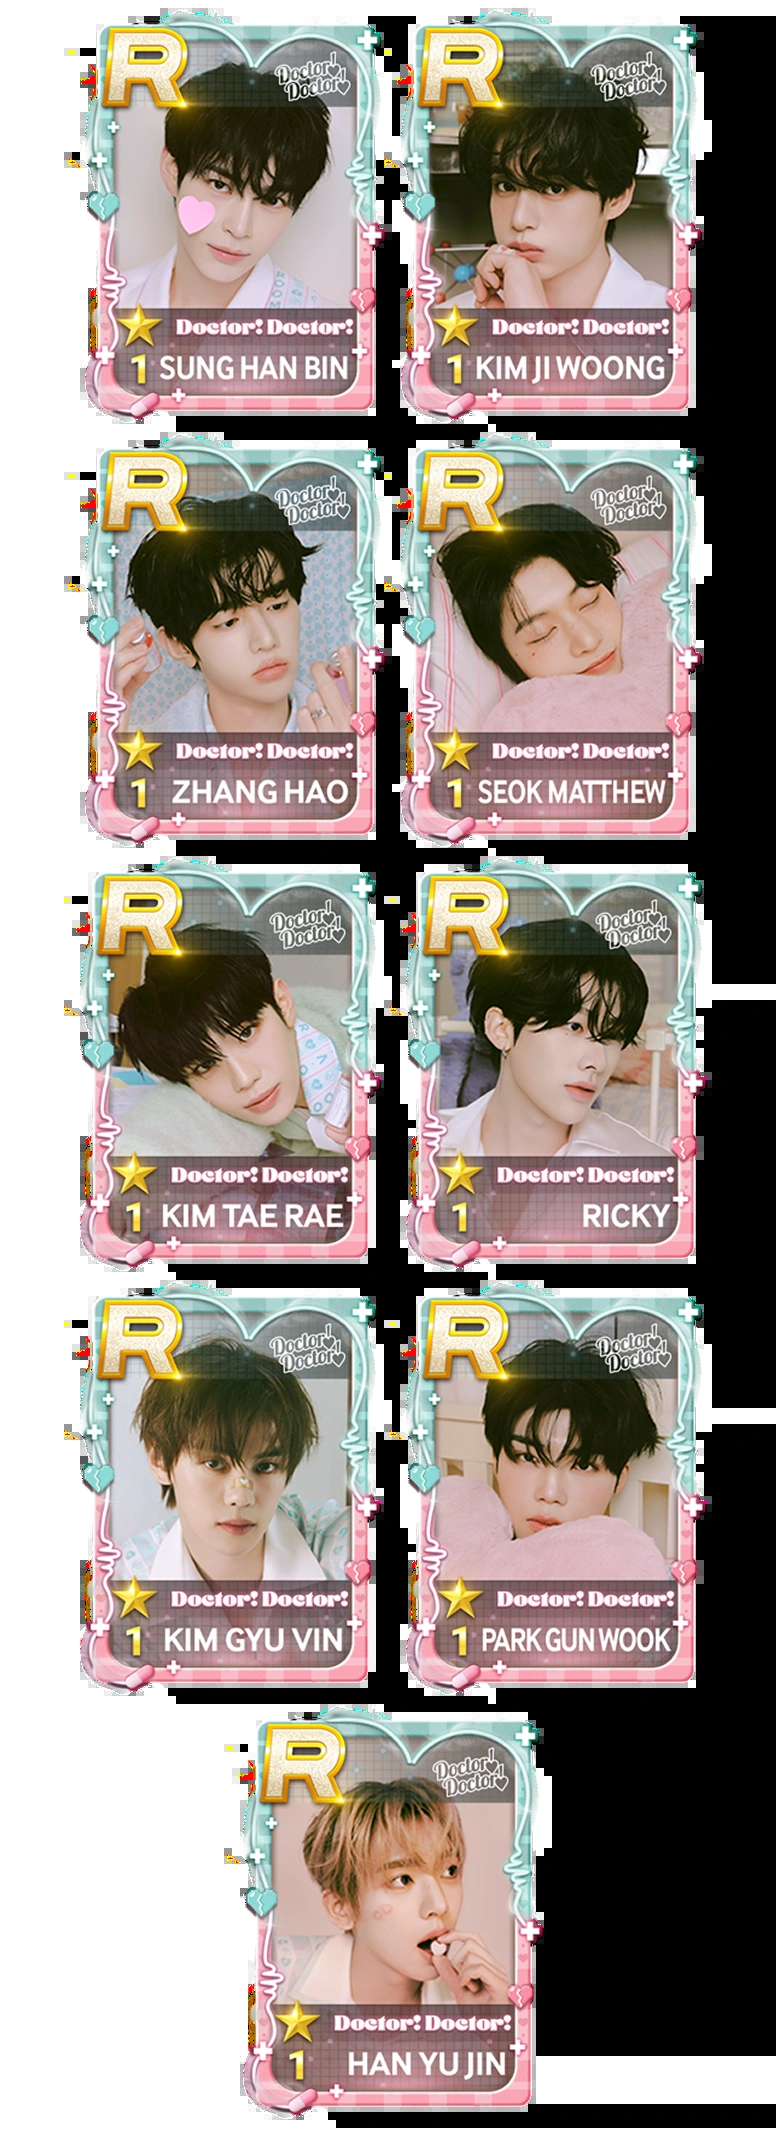 R
Doctor!
Doctor!
Doctor! Doctor!
1 SUNG HAN BIN
R
Doctor!
Doctor!
Doctor! Doctor!
1 KIM JI WOONG
R
Doctor!
Doctor!
Doctor! Doctor!
1 ZHANG HAO
R
Doctor!
Doctor!
Doctor! Doctor!
1 SEOK MATTHEW
R
Doctor!
Doctor!
Doctor! Doctor!
1 KIM TAE RAE
R
Doctor!
Doctor!
Doctor! Doctor!
1 RICKY
R
Doctor!
Doctor!
Doctor! Doctor!
1 KIM GYU VIN
R
Doctor!
Doctor!
Doctor! Doctor!
1 PARK GUN WOOK
R
Doctor!
Doctor!
Doctor! Doctor!
1 HAN YU JIN